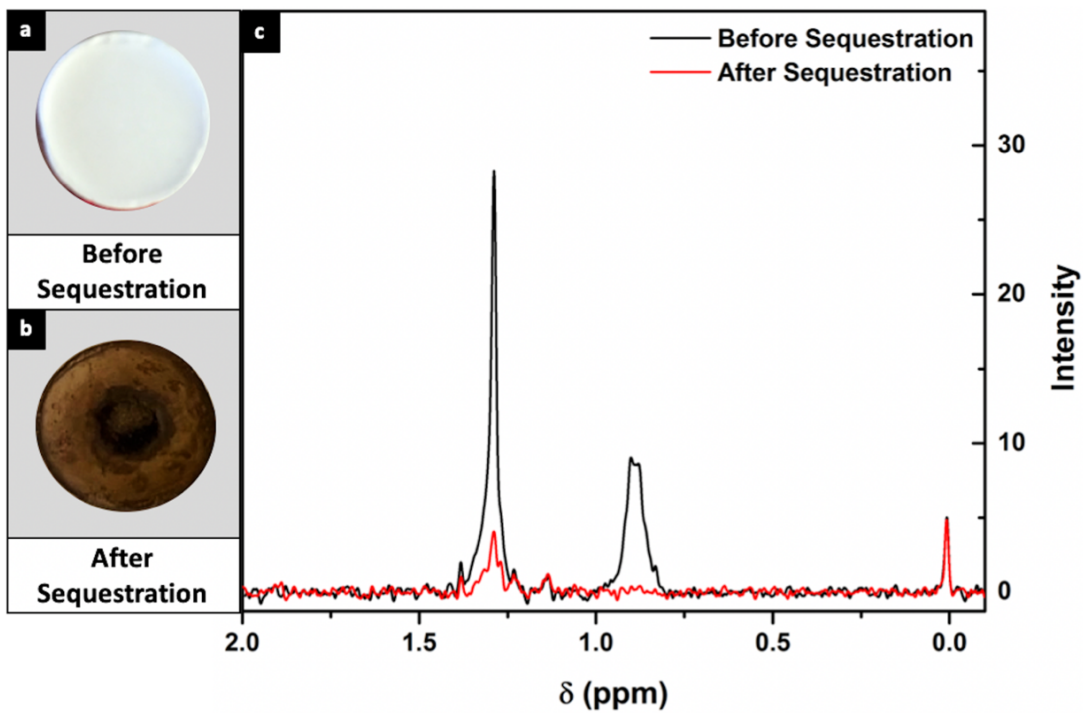 a
Before
Sequestration
b
After
Sequestration
c
Before Sequestration
After Sequestration
30
20
10
0
Intensity
2.0 1.5 1.0 0.5 0.0
δ (ppm)